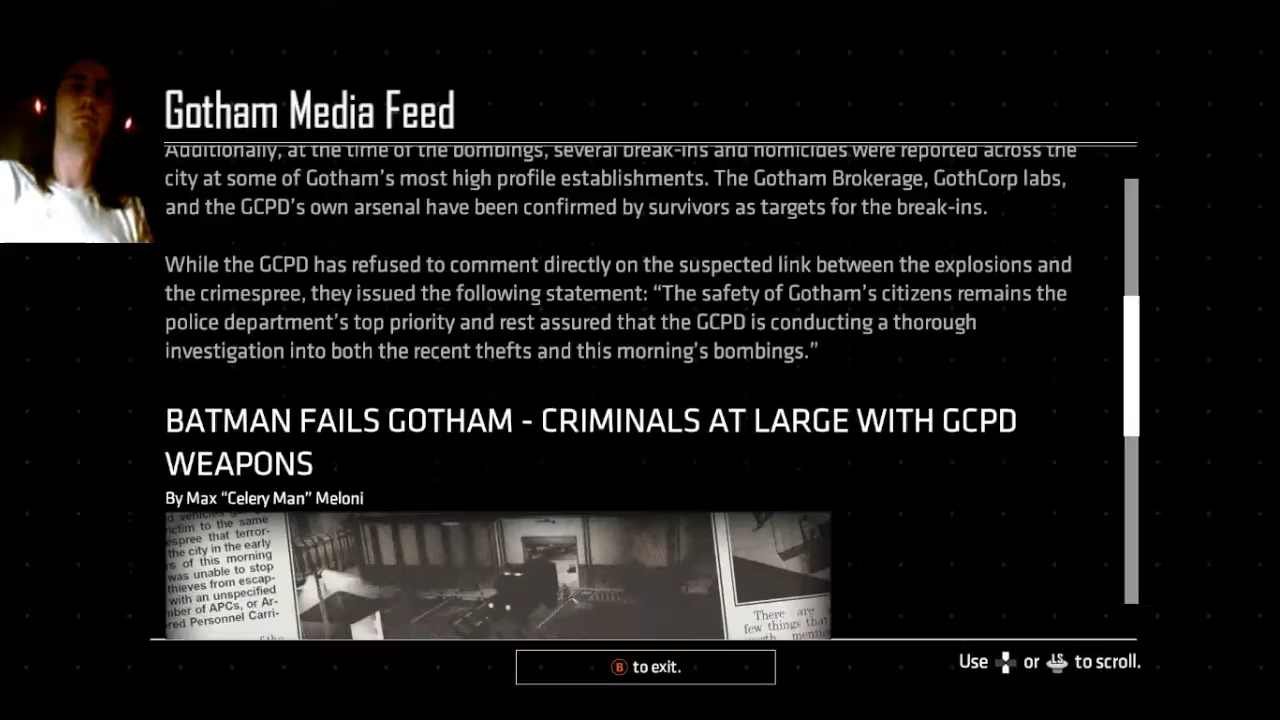 Gotham Media Feed
Additionally, at the time of the bombings, several break-ins and homicides were reported across the
city at some of Gotham's most high profile establishments. The Gotham Brokerage, GothCorp labs,
and the GCPD's own arsenal have been confirmed by survivors as targets for the break-ins.
While the GCPD has refused to comment directly on the suspected link between the explosions and
the crimespree, they issued the following statement: “The safety of Gotham's citizens remains the
police department's top priority and rest assured that the GCPD is conducting a thorough
investigation into both the recent thefts and this morning's bombings.”
BATMAN FAILS GOTHAM - CRIMINALS AT LARGE WITH GCPD
WEAPONS
By Max “Celery Man” Meloni
d vehicles
ictim to the same
espree that terror-
the city in the early
s of this morning
was unable to stop
thieves from escap-
with an unspecified
ber of APCs, or Ar-
red Personnel Carri-
There are
few things that
B to exit.
Use or LS to scroll.